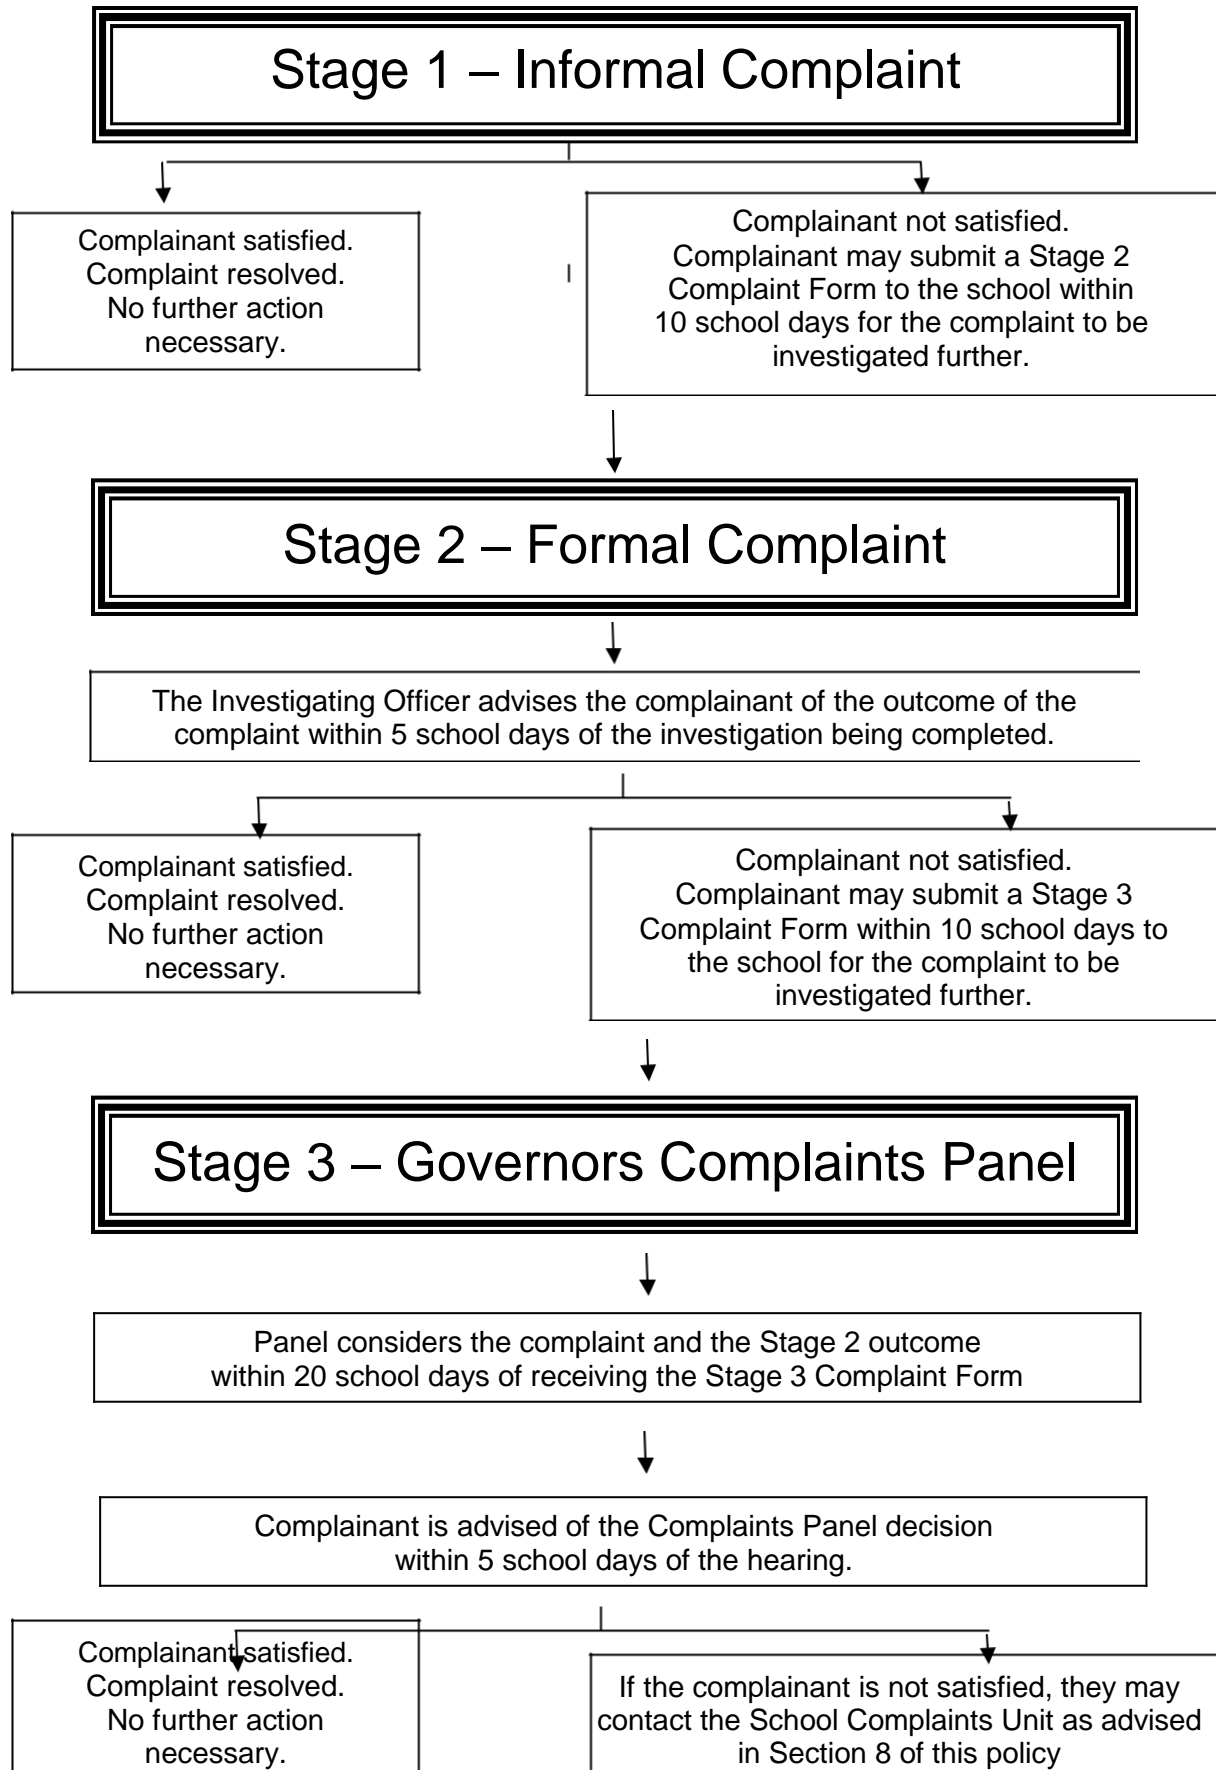 Stage 1 – Informal Complaint
Complainant satisfied.
Complaint resolved.
No further action
necessary.
Complainant not satisfied.
Complainant may submit a Stage 2
Complaint Form to the school within
10 school days for the complaint to be
investigated further.
Stage 2 – Formal Complaint
The Investigating Officer advises the complainant of the outcome of the
complaint within 5 school days of the investigation being completed.
Complainant satisfied.
Complaint resolved.
No further action
necessary.
Complainant not satisfied.
Complainant may submit a Stage 3
Complaint Form within 10 school days to
the school for the complaint to be
investigated further.
Stage 3 – Governors Complaints Panel
Panel considers the complaint and the Stage 2 outcome
within 20 school days of receiving the Stage 3 Complaint Form
Complainant is advised of the Complaints Panel decision
within 5 school days of the hearing.
Complainant satisfied.
Complaint resolved.
No further action
necessary.
If the complainant is not satisfied, they may
contact the School Complaints Unit as advised
in Section 8 of this policy